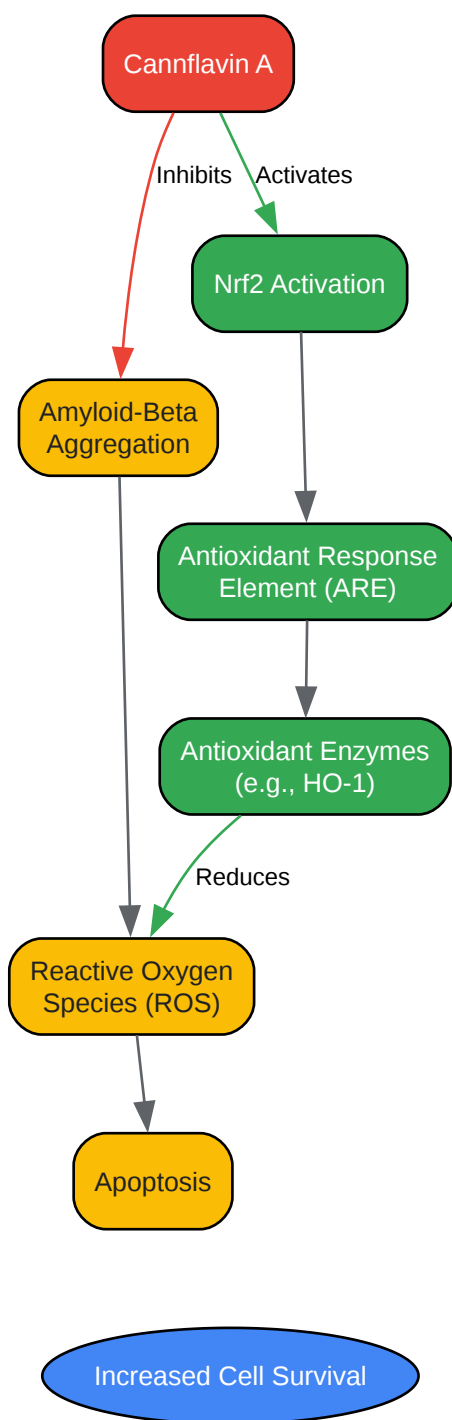 Cannflavin A
Inhibits
Activates
Nrf2 Activation
Amyloid-Beta
Aggregation
Antioxidant Response
Element (ARE)
Antioxidant Enzymes
(e.g., HO-1)
Reduces
Reactive Oxygen
Species (ROS)
Apoptosis
Increased Cell Survival